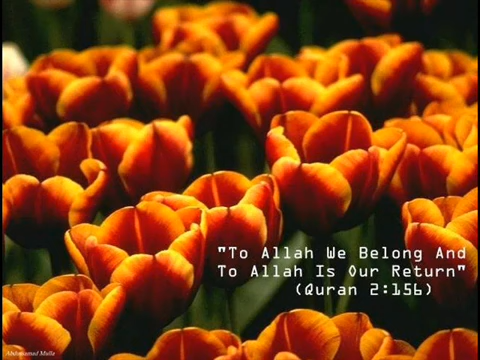 "To Allah We Belong And
To Allah Is Our Return"
(Quran 2:156)